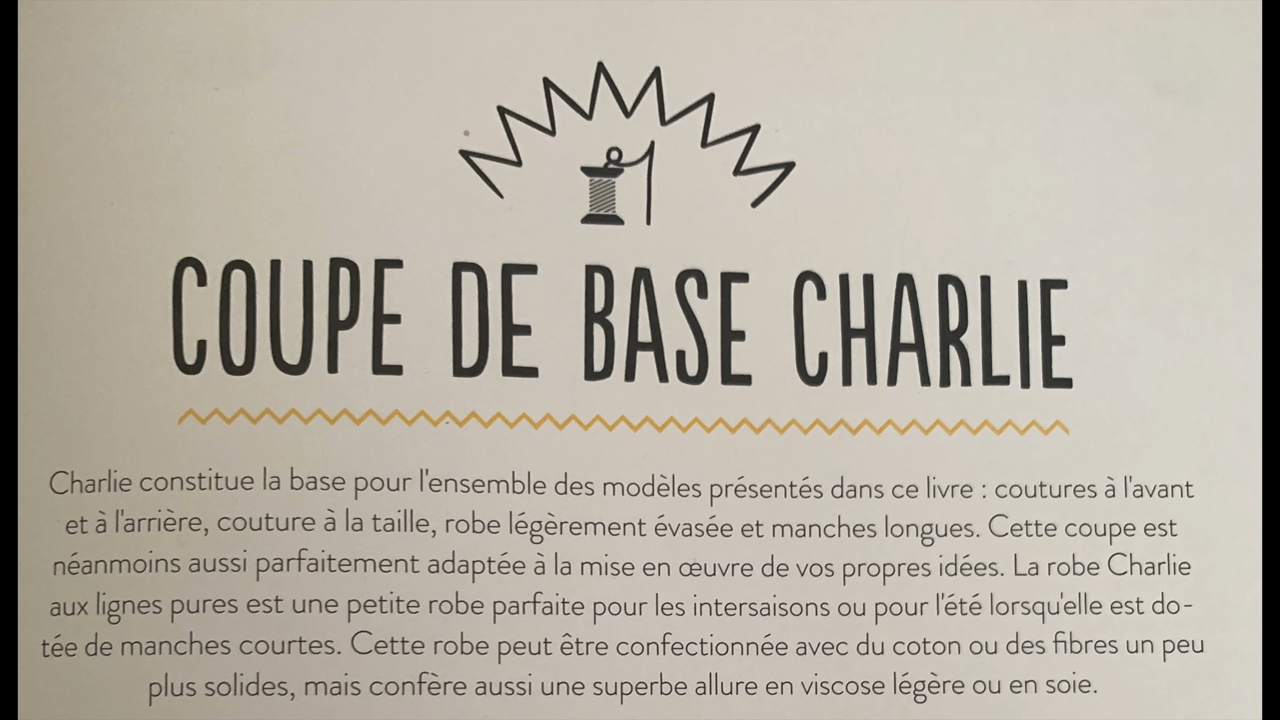 COUPE DE BASE CHARLIE
Charlie constitue la base pour l'ensemble des modèles présentés dans ce livre : coutures à l'avant
et à l'arrière, couture à la taille, robe légèrement évasée et manches longues. Cette coupe est
néanmoins aussi parfaitement adaptée à la mise en œuvre de vos propres idées. La robe Charlie
aux lignes pures est une petite robe parfaite pour les intersaisons ou pour l'été lorsqu'elle est do-
tée de manches courtes. Cette robe peut être confectionnée avec du coton ou des fibres un peu
plus solides, mais confère aussi une superbe allure en viscose légère ou en soie.